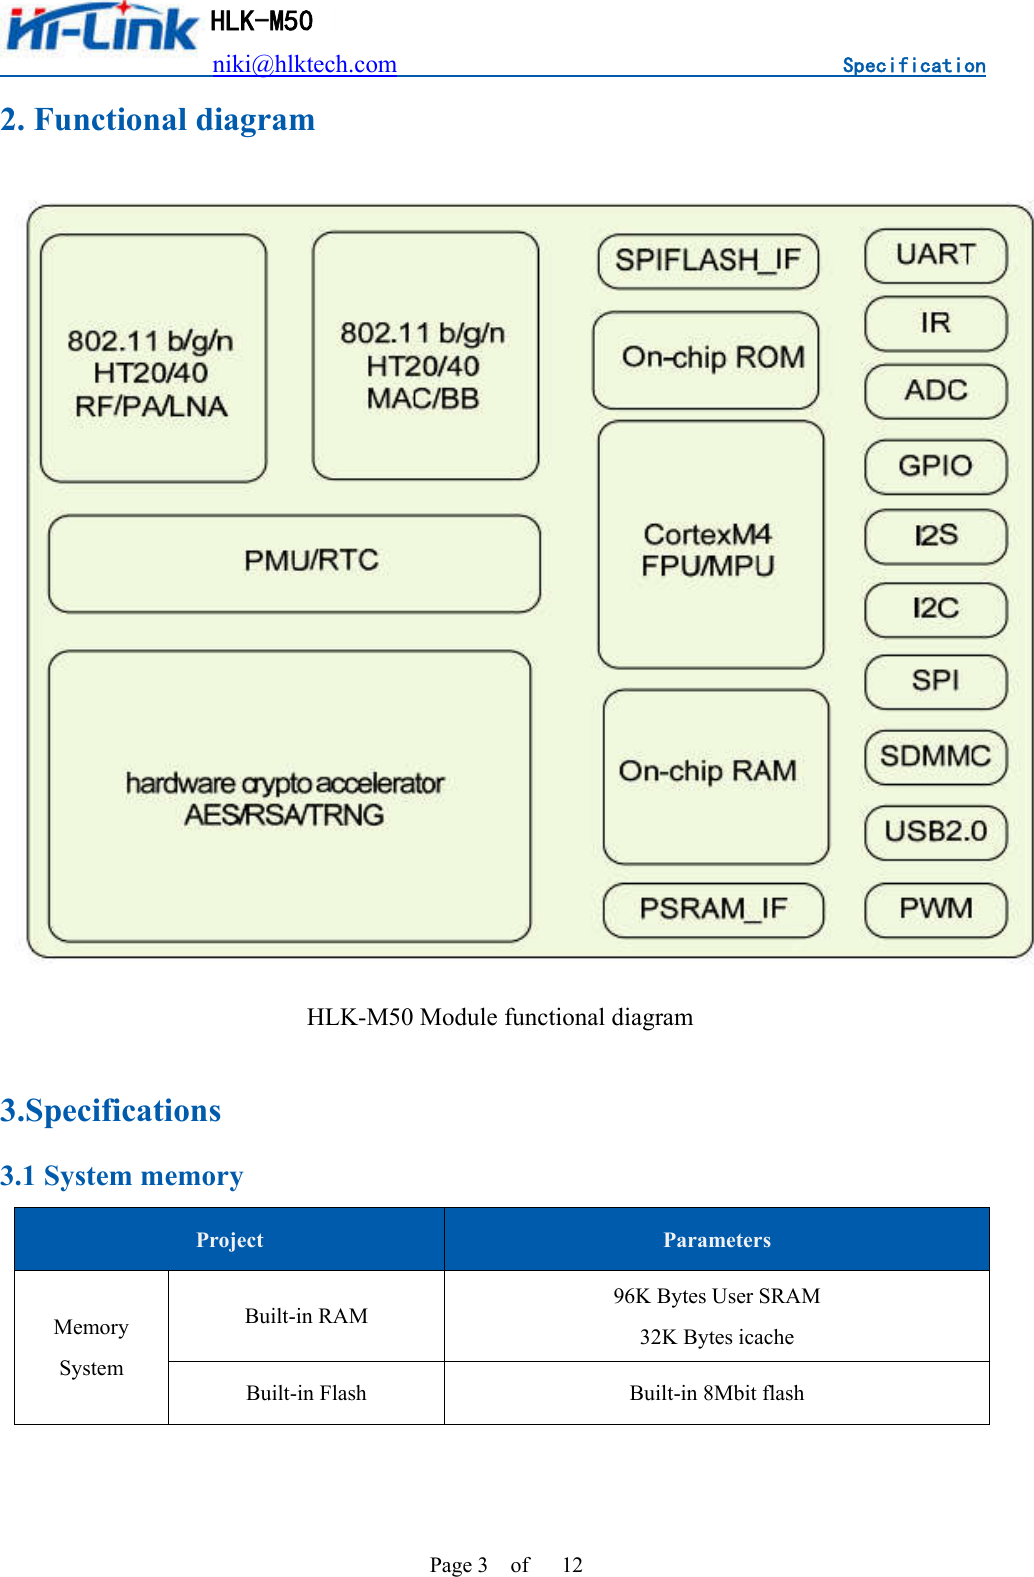 Hi-Link HLK-M50
niki@hlktech.com Specification
2. Functional diagram
802.11 b/g/n
HT20/40
RF/PA/LNA
802.11 b/g/n
HT20/40
MAC/BB
PMU/RTC
hardware crypto accelerator
AES/RSA/TRNG
SPIFLASH_IF
On-chip ROM
CortexM4
FPU/MPU
On-chip RAM
PSRAM_IF
UART
IR
ADC
GPIO
I2S
I2C
SPI
SDMMC
USB2.0
PWM
HLK-M50 Module functional diagram
3.Specifications
3.1 System memory
Project Parameters
Memory
System
Built-in RAM
96K Bytes User SRAM
32K Bytes icache
Built-in Flash Built-in 8Mbit flash
Page 3 of 12